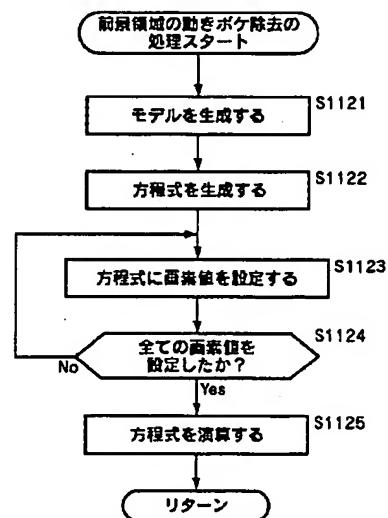 前景領域の動きボケ除去の
処理スタート
モデルを生成する
S1121
方程式を生成する
S1122
方程式に画素値を設定する
S1123
全ての画素値を
設定したか?
S1124
No
Yes
方程式を演算する
S1125
リターン